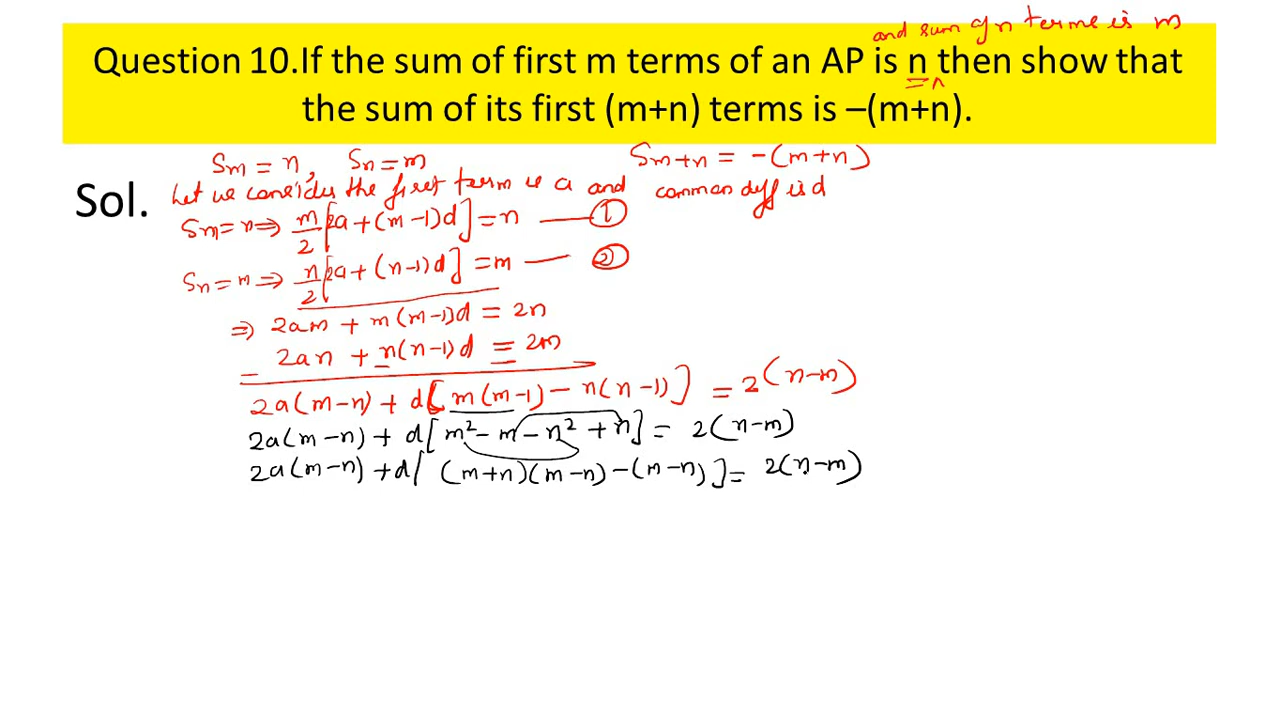 and sum of n terms is m
Question 10.If the sum of first m terms of an AP is n then show that
= n
the sum of its first (m+n) terms is –(m+n).
Sm = n, Sn = m Sm+n = -(m+n)
Sol.
Let we consider the first term is a and common diff is d
Sm = n ⇒ m/2 [2a + (m-1)d] = n — ①
Sn = m ⇒ n/2 [2a + (n-1)d] = m — ②
⇒ 2am + m(m-1)d = 2n
- 2an + n(n-1)d = 2m
2a(m-n) + d[m(m-1) - n(n-1)] = 2(n-m)
2a(m-n) + d[m² - m - n² + n] = 2(n-m)
2a(m-n) + d[(m+n)(m-n) - (m-n)] = 2(n-m)